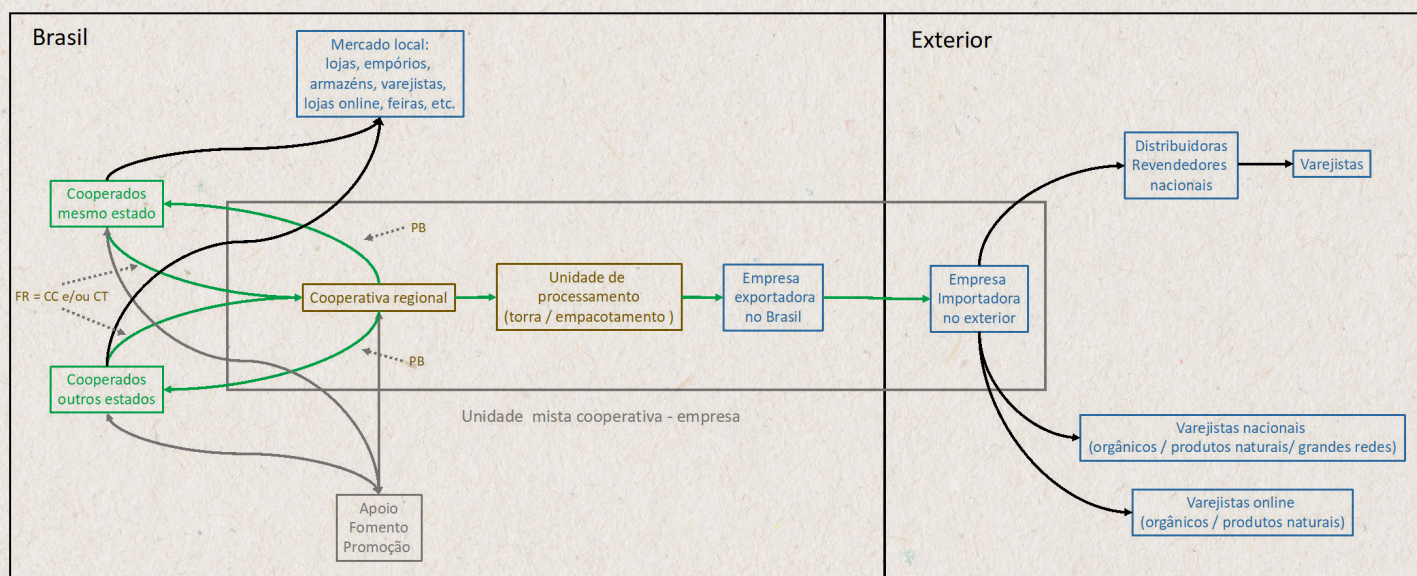 Brasil
Mercado local:
lojas, empórios,
armazéns, varejistas,
lojas online, feiras, etc.
Cooperados
mesmo estado
PB
FR = CC e/ou CT
Cooperativa regional
Unidade de
processamento
(torra / empacotamento )
Empresa
exportadora
no Brasil
PB
Cooperados
outros estados
Unidade mista cooperativa - empresa
Apoio
Fomento
Promoção
Exterior
Distribuidoras
Revendedores
nacionais
Varejistas
Empresa
Importadora
no exterior
Varejistas nacionais
(orgânicos / produtos naturais/ grandes redes)
Varejistas online
(orgânicos / produtos naturais)